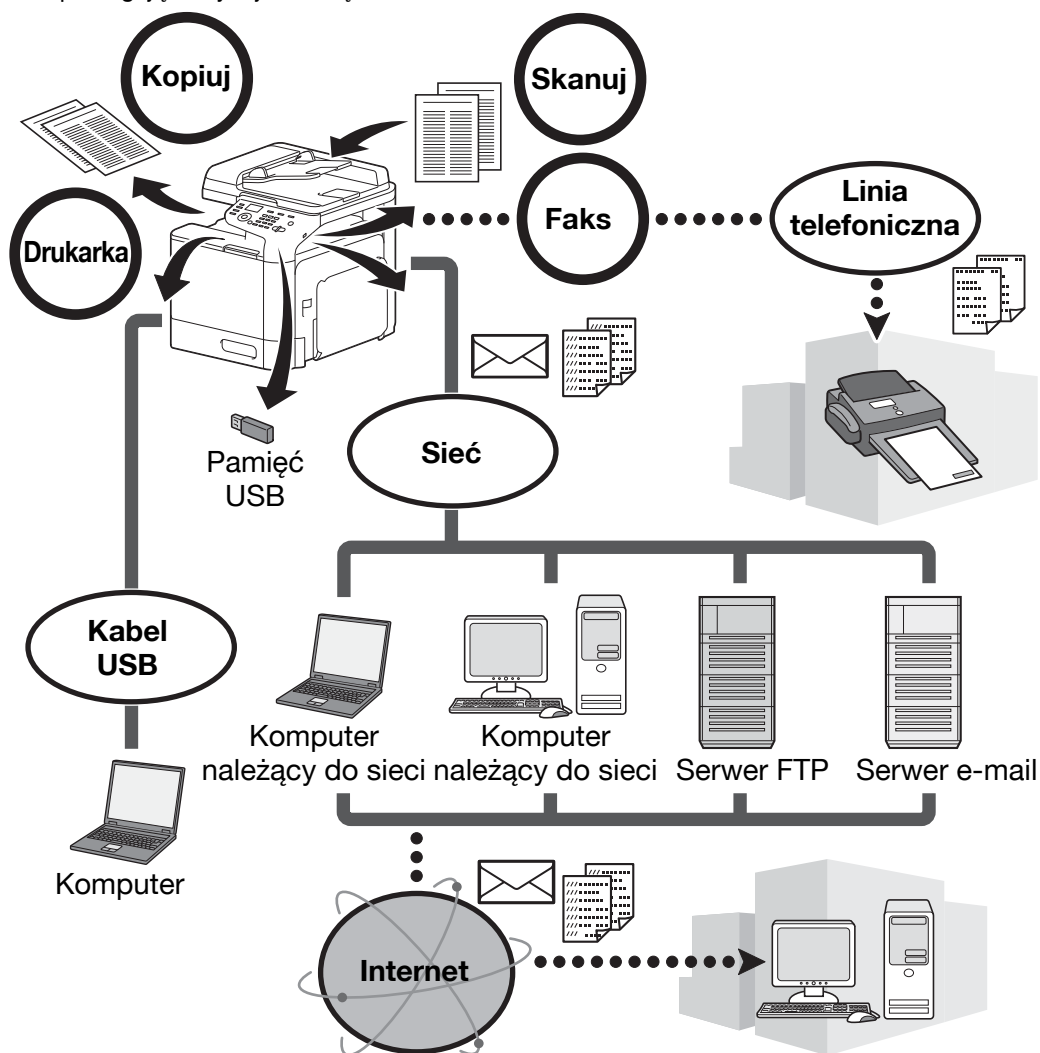 Kopiuj
Skanuj
Drukarka
Faks
Linia
telefoniczna
Pamięć
USB
Sieć
Kabel
USB
Komputer
należący do sieci
Komputer
należący do sieci
Serwer FTP
Serwer e-mail
Komputer
Internet